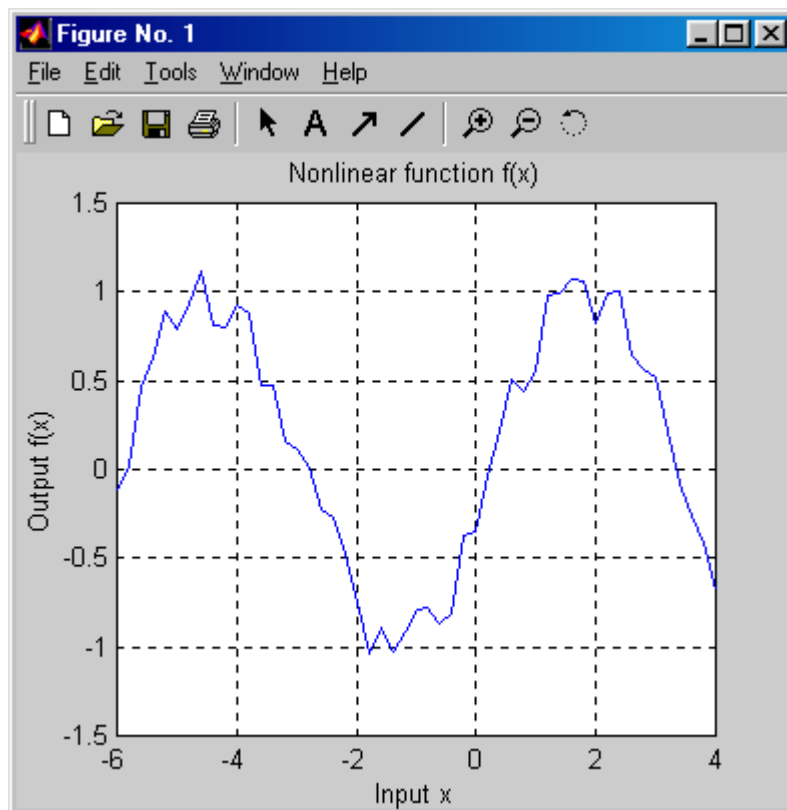 Figure No. 1
File Edit Tools Window Help
A
Nonlinear function f(x)
1.5
1
0.5
0
-0.5
-1
-1.5
Output f(x)
-6 -4 -2 0 2 4
Input x